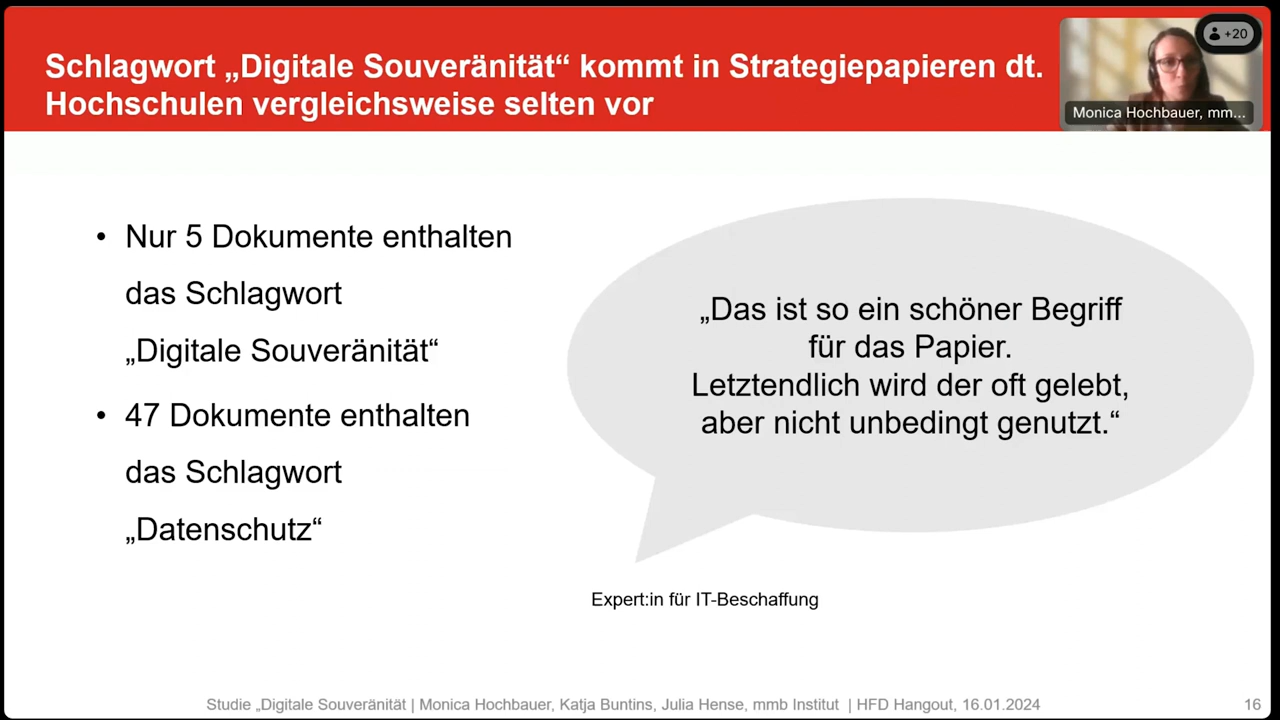 Schlagwort „Digitale Souveränität“ kommt in Strategiepapieren dt.
Hochschulen vergleichsweise selten vor
+20
Monica Hochbauer, mm...
• Nur 5 Dokumente enthalten
das Schlagwort
„Digitale Souveränität“
• 47 Dokumente enthalten
das Schlagwort
„Datenschutz“
„Das ist so ein schöner Begriff
für das Papier.
Letztendlich wird der oft gelebt,
aber nicht unbedingt genutzt.“
Expert:in für IT-Beschaffung
Studie „Digitale Souveränität | Monica Hochbauer, Katja Buntins, Julia Hense, mmb Institut | HFD Hangout, 16.01.2024
16